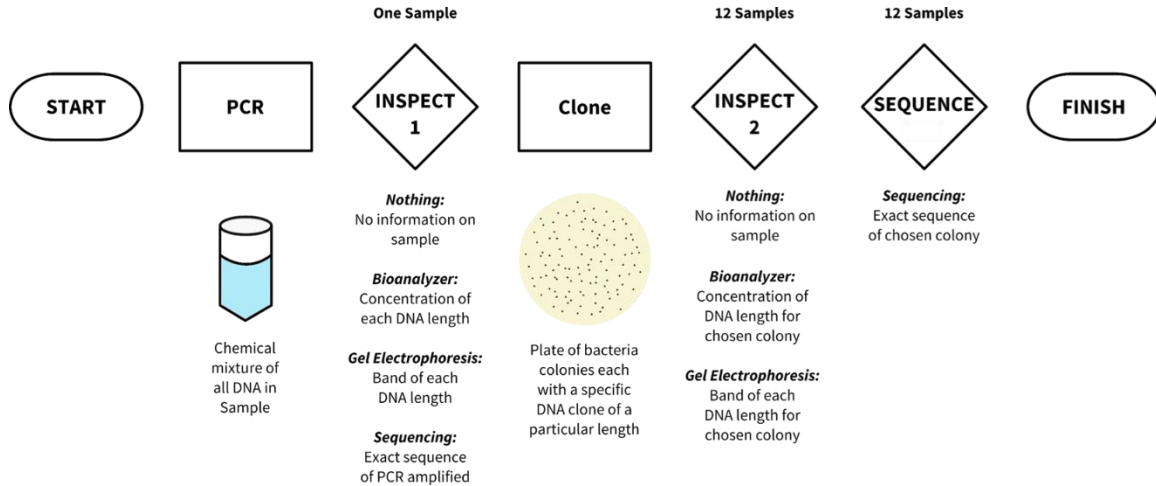 One Sample
12 Samples
12 Samples
START
PCR
INSPECT
1
Clone
INSPECT
2
SEQUENCE
FINISH
Nothing:
No information on
sample
Bioanalyzer:
Concentration of
each DNA length
Gel Electrophoresis:
Band of each
DNA length
Sequencing:
Exact sequence
of PCR amplified
Chemical
mixture of
all DNA in
Sample
Plate of bacteria
colonies each
with a specific
DNA clone of a
particular length
Nothing:
No information on
sample
Bioanalyzer:
Concentration of
DNA length for
chosen colony
Gel Electrophoresis:
Band of each
DNA length for
chosen colony
Sequencing:
Exact sequence
of chosen colony